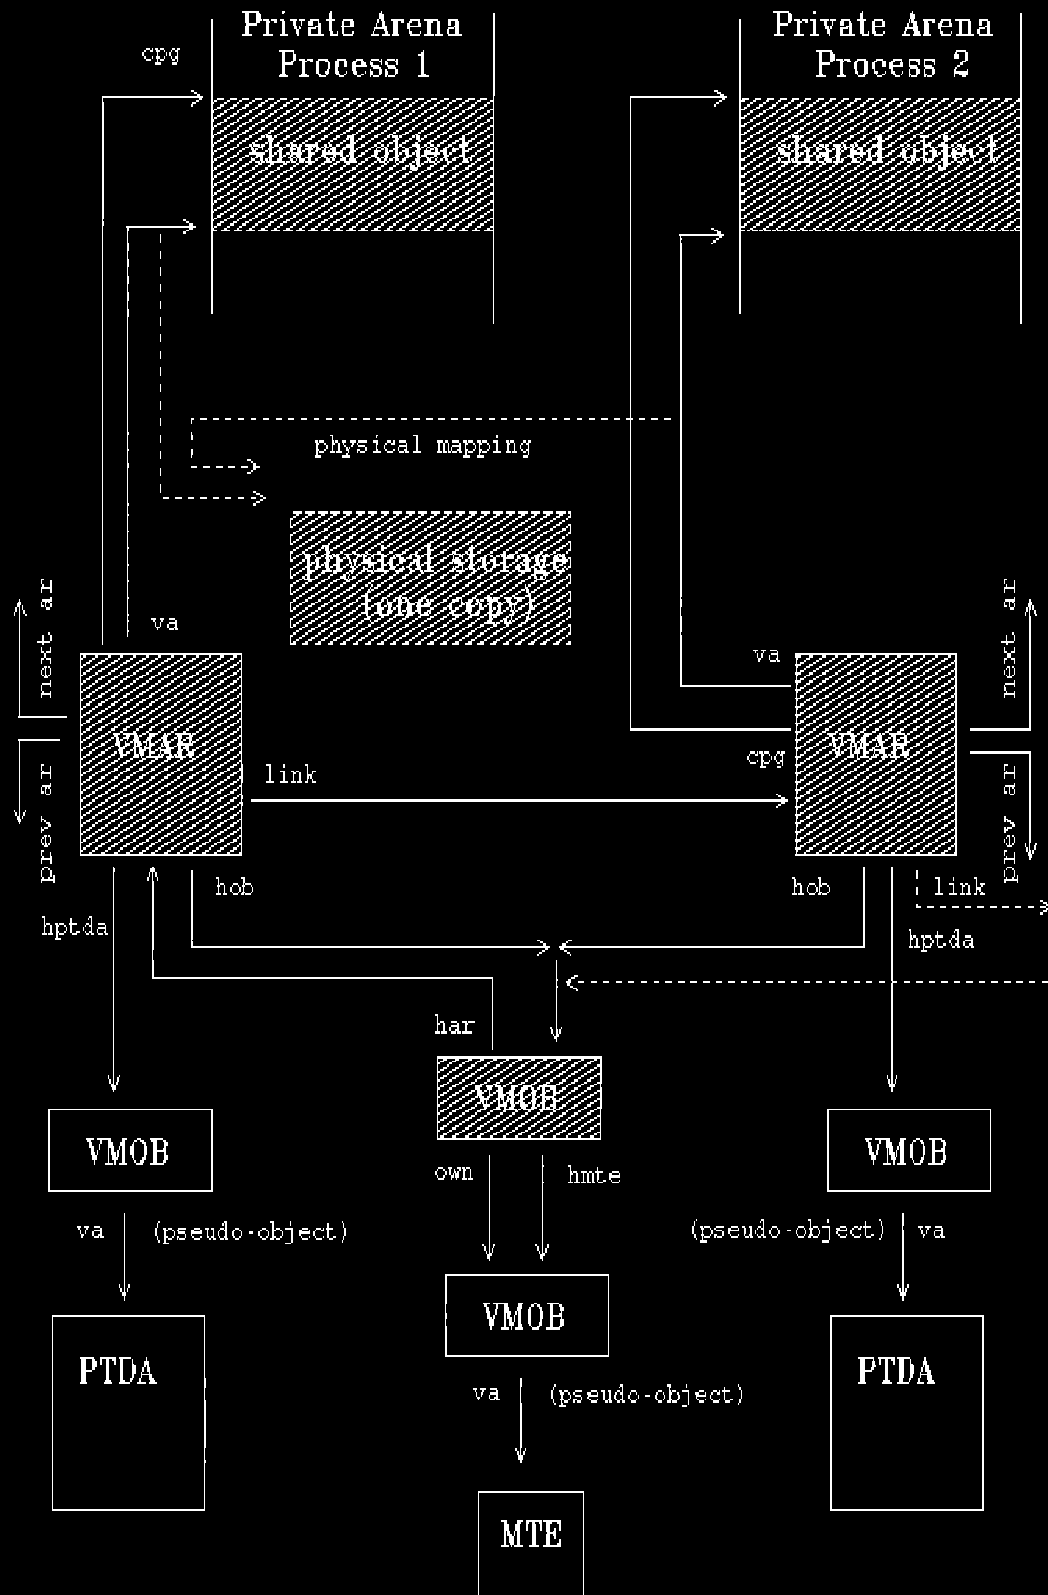 Private Arena
Process 1
Private Arena
Process 2
cpg
shared object
shared object
physical mapping
physical storage
(one copy)
next ar
va
va
next ar
VMAR
VMAR
link
cpg
prev ar
prev ar
hob
hob
link
hptda
hptda
har
VMOB
VMOB
VMOB
own
hmte
va
(pseudo-object)
(pseudo-object)
va
VMOB
PTDA
PTDA
va
(pseudo-object)
MTE